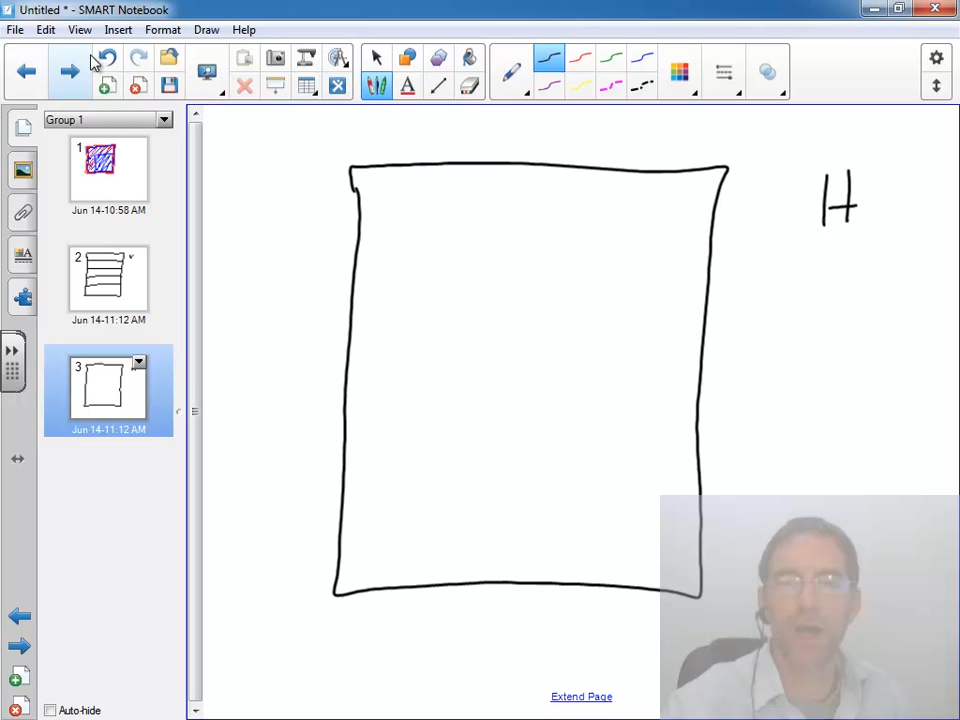 Untitled * - SMART Notebook
File Edit View Insert Format Draw Help
Group 1
1
Jun 14-10:58 AM
2
Jun 14-11:12 AM
3
Jun 14-11:12 AM
H
Extend Page
Auto-hide